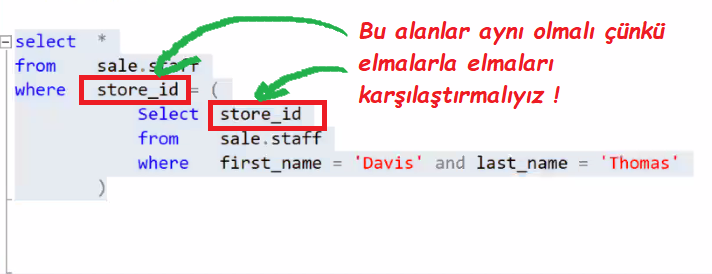 select *
from sale.staff
where store_id = (
Select store_id
from sale.staff
where first_name = 'Davis' and last_name = 'Thomas'
)
Bu alanlar aynı olmalı çünkü
elmalarla elmaları
karşılaştırmalıyız !